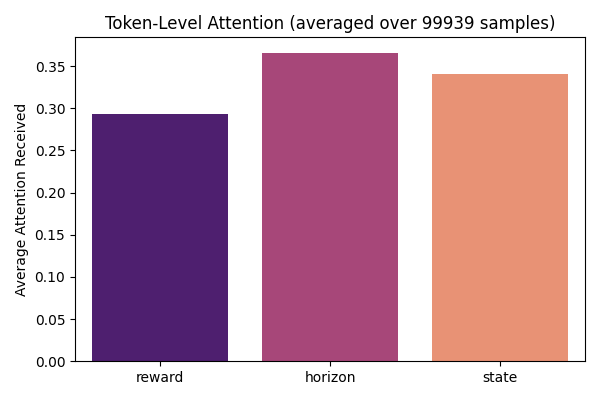 Token-Level Attention (averaged over 99939 samples)
Average Attention Received
0.35
0.30
0.25
0.20
0.15
0.10
0.05
0.00
reward
horizon
state